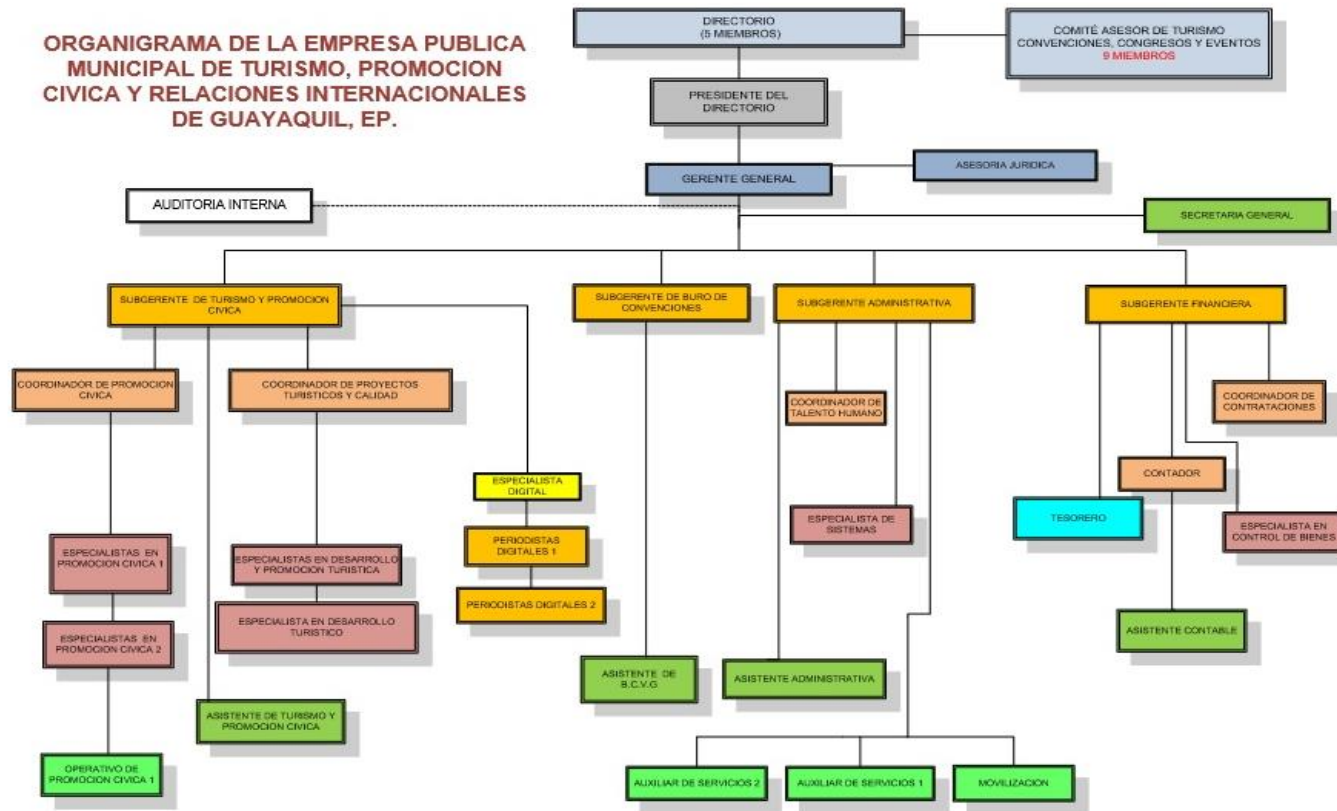 ORGANIGRAMA DE LA EMPRESA PUBLICA
MUNICIPAL DE TURISMO, PROMOCION
CIVICA Y RELACIONES INTERNACIONALES
DE GUAYAQUIL, EP.
DIRECTORIO
(5 MIEMBROS)
COMITÉ ASESOR DE TURISMO
CONVENCIONES, CONGRESOS Y EVENTOS
9 MIEMBROS
PRESIDENTE DEL
DIRECTORIO
GERENTE GENERAL
ASESORIA JURIDICA
AUDITORIA INTERNA
SECRETARIA GENERAL
SUBGERENTE DE TURISMO Y PROMOCION
CIVICA
SUBGERENTE DE BURO DE
CONVENCIONES
SUBGERENTE ADMINISTRATIVA
SUBGERENTE FINANCIERA
COORDINADOR DE PROMOCION
CIVICA
COORDINADOR DE PROYECTOS
TURISTICOS Y CALIDAD
COORDINADOR DE
TALENTO HUMANO
COORDINADOR DE
CONTRATACIONES
CONTADOR
ESPECIALISTA
DIGITAL
TESORERO
ESPECIALISTA DE
SISTEMAS
ESPECIALISTA EN
CONTROL DE BIENES
PERIODISTAS
DIGITALES 1
ESPECIALISTAS EN
PROMOCION CIVICA 1
ESPECIALISTAS EN DESARROLLO
Y PROMOCION TURISTICA
PERIODISTAS DIGITALES 2
ESPECIALISTA EN DESARROLLO
TURISTICO
ESPECIALISTAS EN
PROMOCION CIVICA 2
ASISTENTE CONTABLE
ASISTENTE DE
B.C.V.G
ASISTENTE ADMINISTRATIVA
ASISTENTE DE TURISMO Y
PROMOCION CIVICA
OPERATIVO DE
PROMOCION CIVICA 1
AUXILIAR DE SERVICIOS 2
AUXILIAR DE SERVICIOS 1
MOVILIZACION